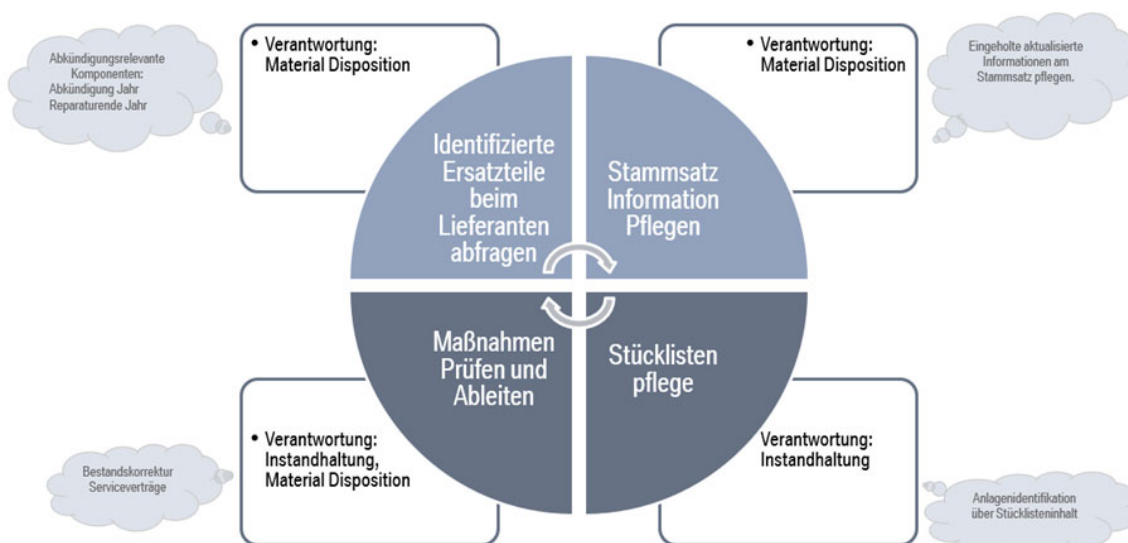 Abkündigungsrelevante
Komponenten:
Abkündigung Jahr
Reparaturende Jahr
• Verantwortung:
Material Disposition
Identifizierte
Ersatzteile
beim
Lieferanten
abfragen
• Verantwortung:
Material Disposition
Eingeholte aktualisierte
Informationen am
Stammsatz pflegen.
Stammsatz
Information
Pflegen
Maßnahmen
Prüfen und
Ableiten
• Verantwortung:
Instandhaltung,
Material Disposition
Bestandskorrektur
Serviceverträge
Stücklisten
pflege
Verantwortung:
Instandhaltung
Anlagenidentifikation
über Stücklisteninhalt